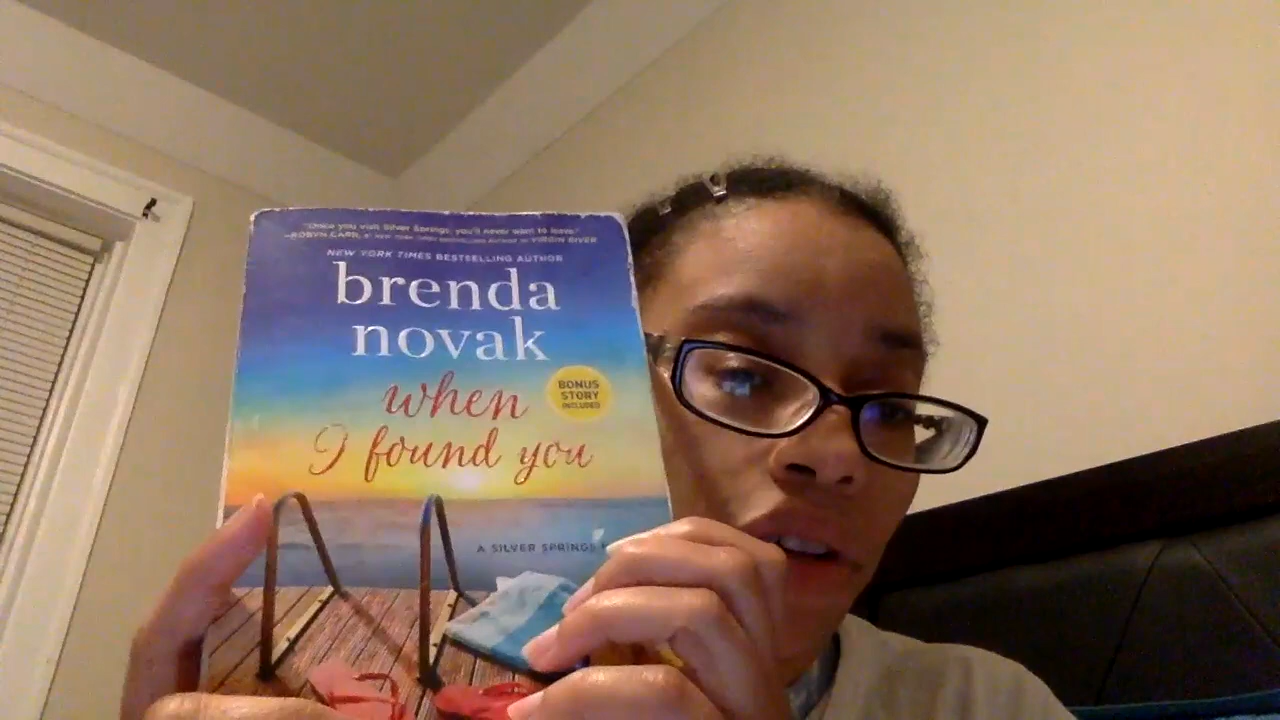 "Once you visit Silver Springs, you'll never want to leave."
—ROBYN CARR, #1 NEW YORK TIMES BESTSELLING AUTHOR OF VIRGIN RIVER
NEW YORK TIMES BESTSELLING AUTHOR
brenda
novak
when
I found you
BONUS
STORY
INCLUDED
A SILVER SPRINGS